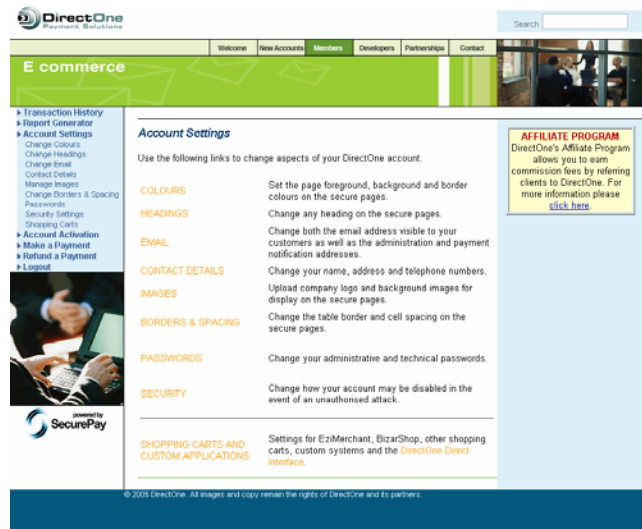 DirectOne
Payment Solutions
Search
Welcome New Accounts Members Developers Partnerships Contact
E commerce
Transaction History
Report Generator
Account Settings
Change Colours
Change Headings
Change Email
Contact Details
Manage Images
Change Borders & Spacing
Passwords
Security Settings
Shopping Carts
Account Activation
Make a Payment
Refund a Payment
Logout
powered by
SecurePay
Account Settings
Use the following links to change aspects of your DirectOne account.
COLOURS
Set the page foreground, background and border
colours on the secure pages.
HEADINGS
Change any heading on the secure pages.
EMAIL
Change both the email address visible to your
customers as well as the administration and payment
notification addresses.
CONTACT DETAILS
Change your name, address and telephone numbers.
IMAGES
Upload company logo and background images for
display on the secure pages.
BORDERS & SPACING
Change the table border and cell spacing on the
secure pages.
PASSWORDS
Change your administrative and technical passwords.
SECURITY
Change how your account may be disabled in the
event of an unauthorised attack.
SHOPPING CARTS AND
CUSTOM APPLICATIONS
Settings for EziMerchant, BizarShop, other shopping
carts, custom systems and the DirectOne Direct
Interface.
AFFILIATE PROGRAM
DirectOne's Affiliate Program
allows you to earn
commission fees by referring
clients to DirectOne. For
more information please
click here.
© 2005 DirectOne. All images and copy remain the rights of DirectOne and its partners.